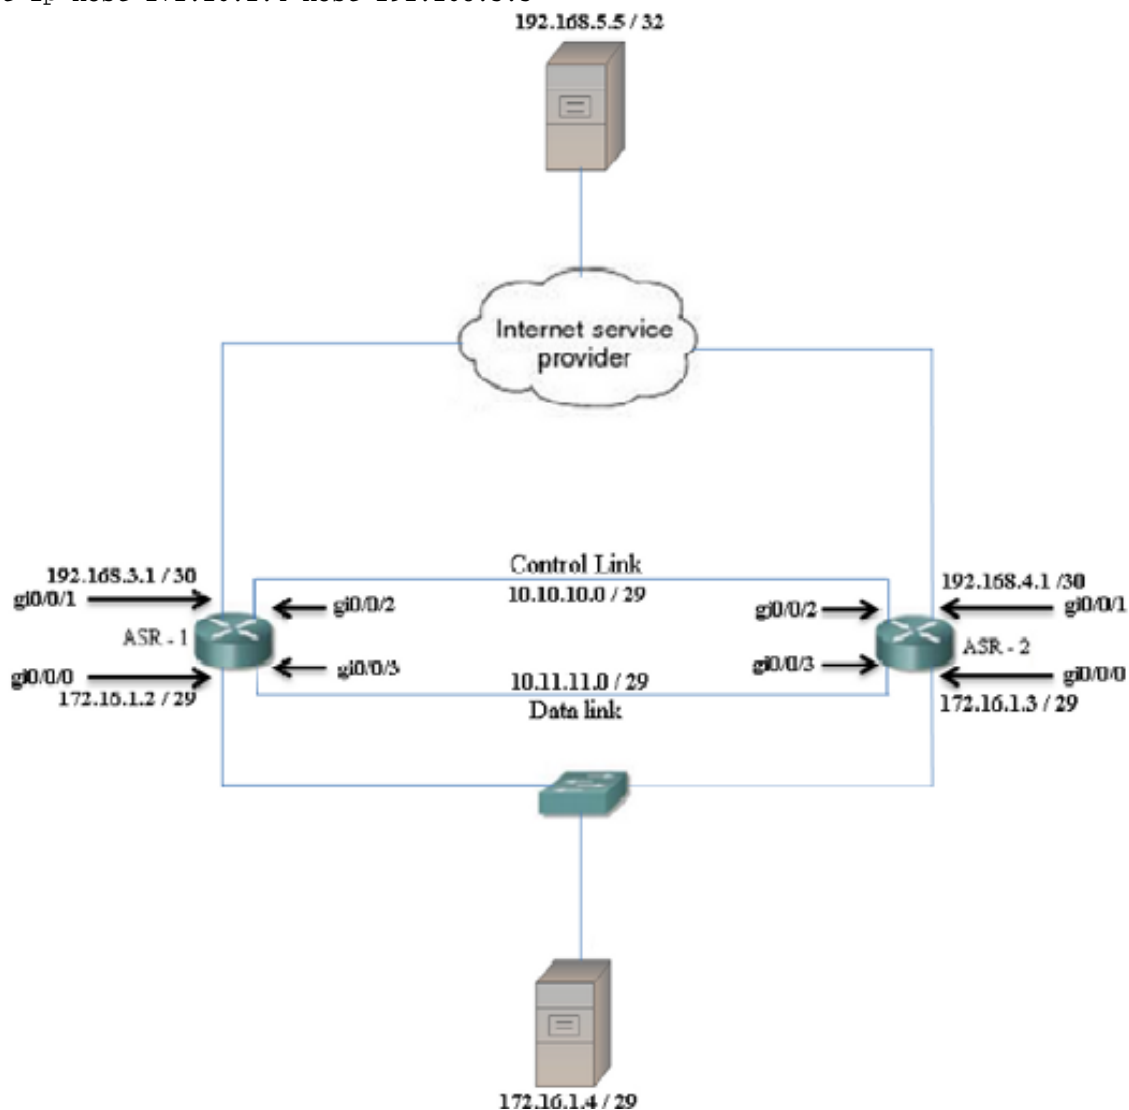 192.168.5.5 / 32
Internet service
provider
Control Link
10.10.10.0 / 29
192.168.3.1 / 30
gi0/0/1
gi0/0/2
ASR - 1
gi0/0/3
gi0/0/0
172.16.1.2 / 29
192.168.4.1 /30
gi0/0/2
gi0/0/1
ASR - 2
gi0/0/3
gi0/0/0
172.16.1.3 / 29
10.11.11.0 / 29
Data link
172.16.1.4 / 29